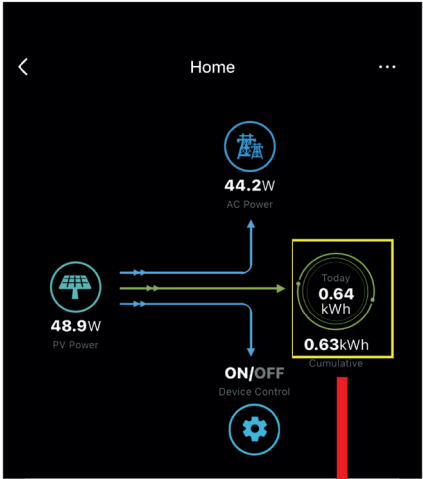 Home
44.2W
AC Power
Today
0.64
kWh
48.9W
PV Power
0.63kWh
Cumulative
ON/OFF
Device Control